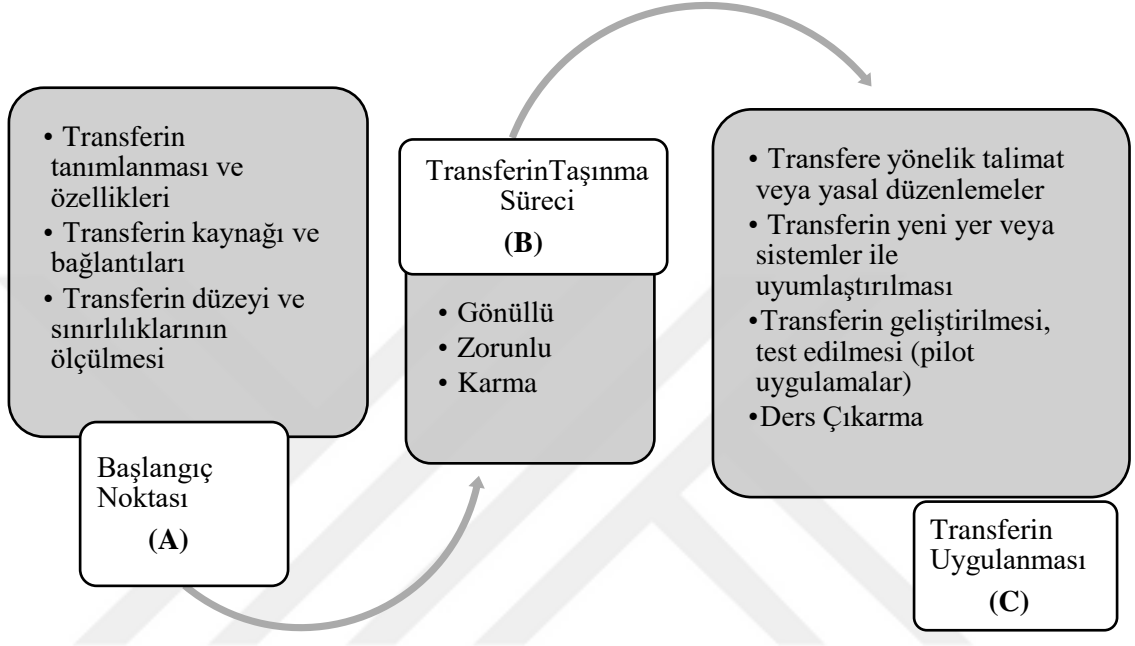 • Transferin
tanımlanması ve
özellikleri
• Transferin kaynağı ve
bağlantıları
• Transferin düzeyi ve
sınırlılıklarının
ölçülmesi
Başlangıç
Noktası
(A)
TransferinTaşınma
Süreci
(B)
• Gönüllü
• Zorunlu
• Karma
• Transfere yönelik talimat
veya yasal düzenlemeler
• Transferin yeni yer veya
sistemler ile
uyumlaştırılması
•Transferin geliştirilmesi,
test edilmesi (pilot
uygulamalar)
•Ders Çıkarma
Transferin
Uygulanması
(C)